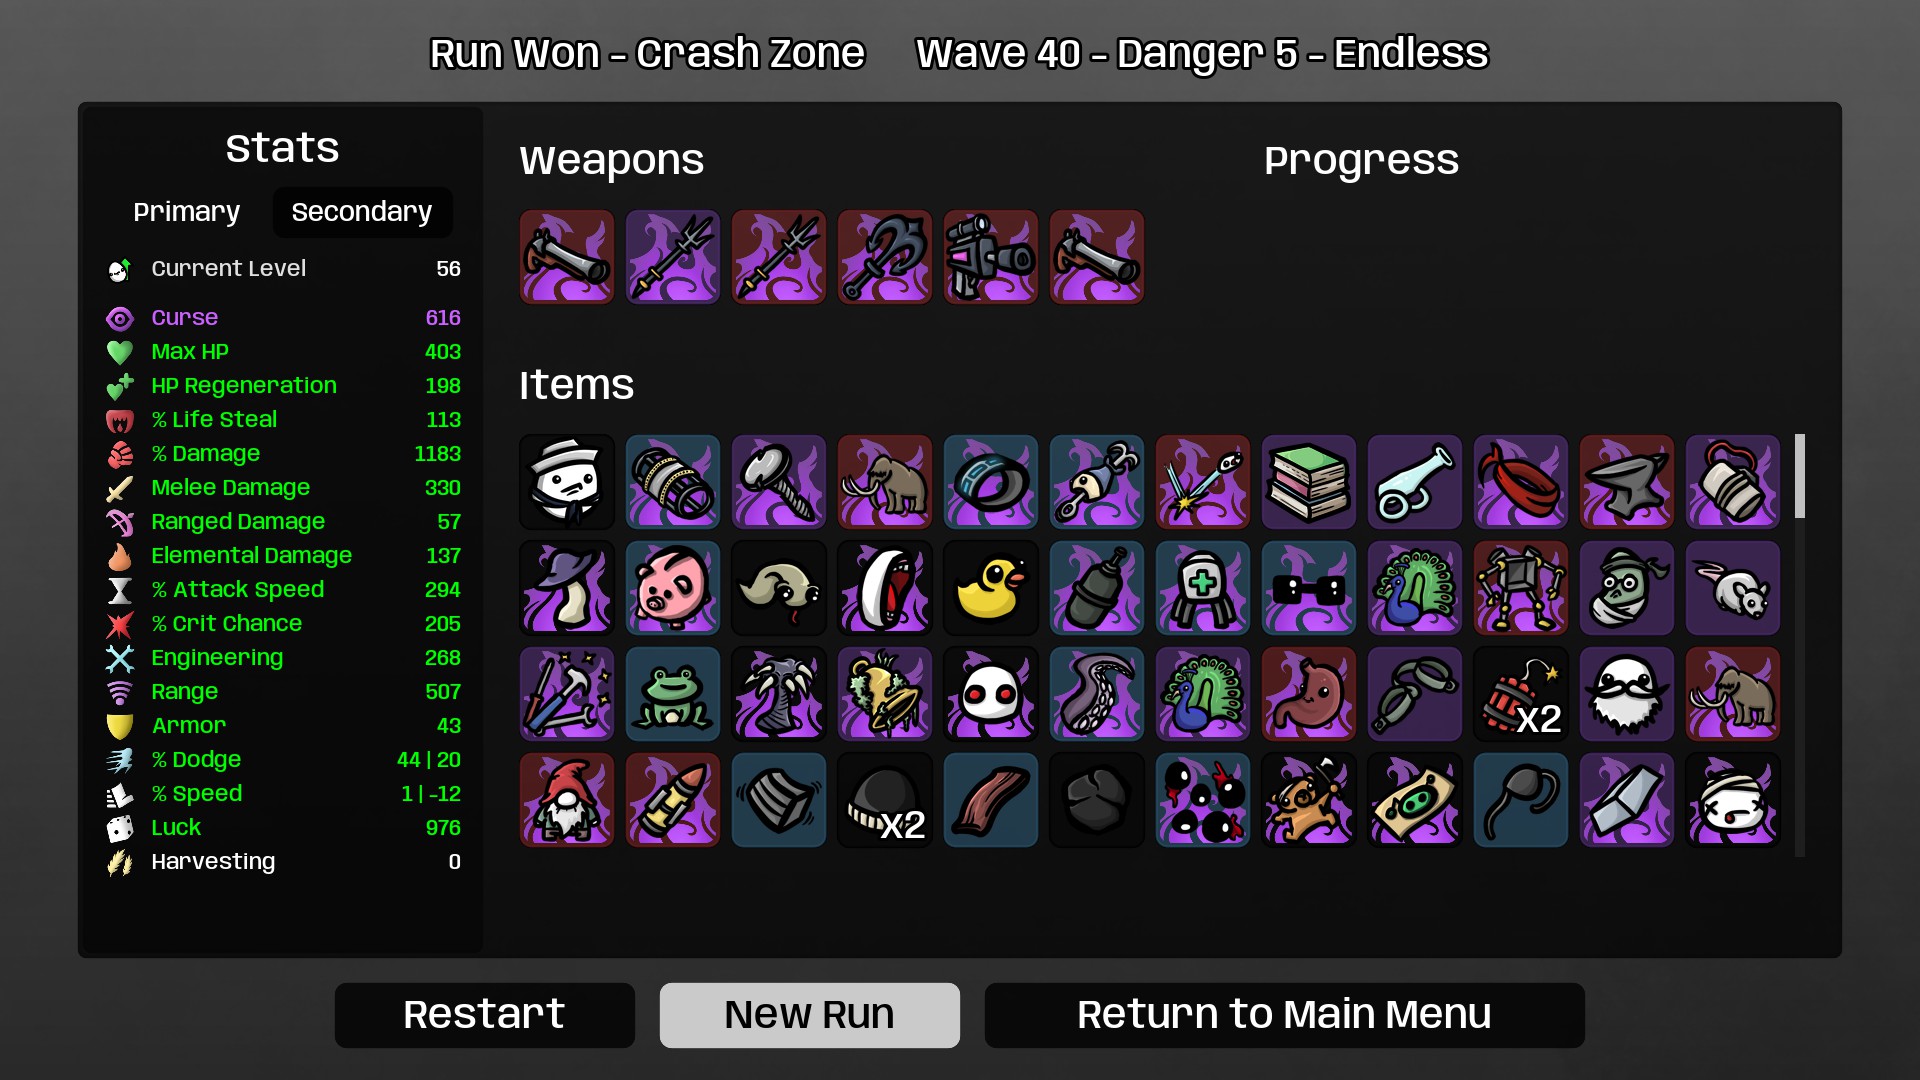 Run Won - Crash Zone Wave 40 - Danger 5 - Endless
Stats
Primary Secondary
Current Level 56
Curse 616
Max HP 403
HP Regeneration 198
% Life Steal 113
% Damage 1183
Melee Damage 330
Ranged Damage 57
Elemental Damage 137
% Attack Speed 294
% Crit Chance 205
Engineering 268
Range 507
Armor 43
% Dodge 44 | 20
% Speed 1 | -12
Luck 976
Harvesting 0
Weapons
Progress
Items
x2
x2
Restart
New Run
Return to Main Menu